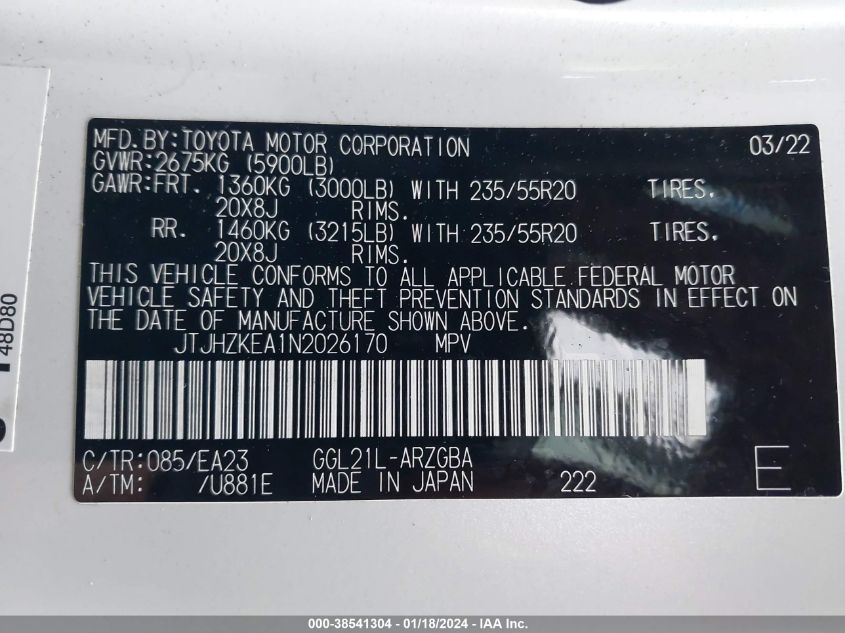 MFD.BY:TOYOTA MOTOR CORPORATION 03/22
GVWR:2675KG (5900LB)
GAWR:FRT. 1360KG (3000LB) WITH 235/55R20 TIRES.
20X8J RIMS.
RR. 1460KG (3215LB) WITH 235/55R20 TIRES.
20X8J RIMS.
THIS VEHICLE CONFORMS TO ALL APPLICABLE FEDERAL MOTOR
VEHICLE SAFETY AND THEFT PREVENTION STANDARDS IN EFFECT ON
THE DATE OF MANUFACTURE SHOWN ABOVE.
JTJHZKEA1N2026170 MPV
C/TR:085/EA23 GGL21L-ARZGBA
A/TM: /U881E MADE IN JAPAN 222 E
48D80
000-38541304 - 01/18/2024 - IAA Inc.